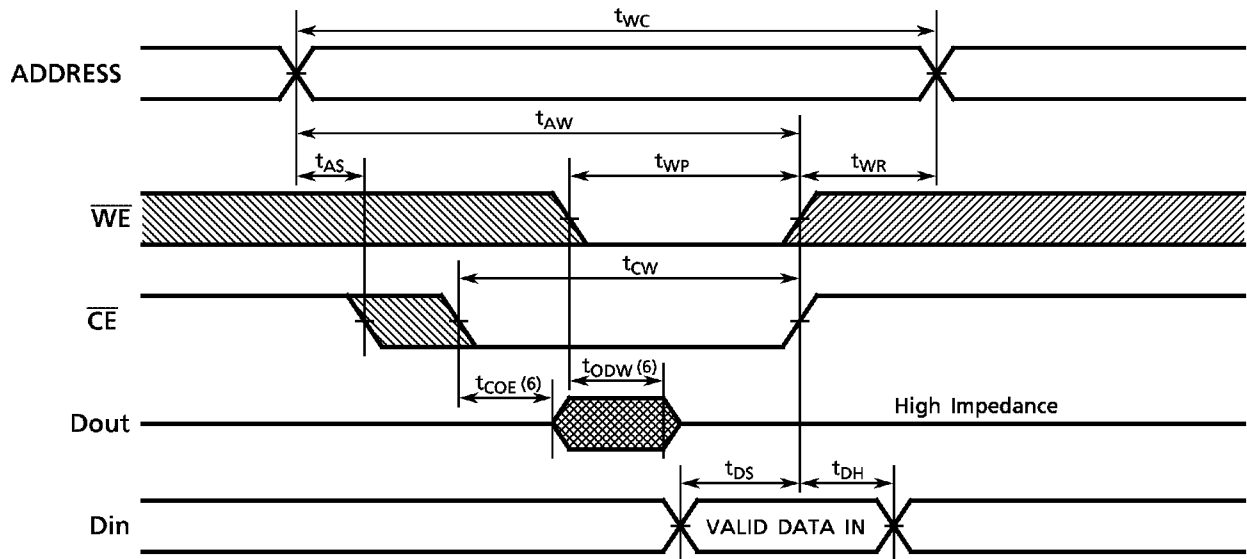 tWC
ADDRESS
tAW
tAS
tWP
tWR
WE
tCW
CE
tCOE (6)
tODW (6)
Dout
High Impedance
tDS
tDH
Din
VALID DATA IN